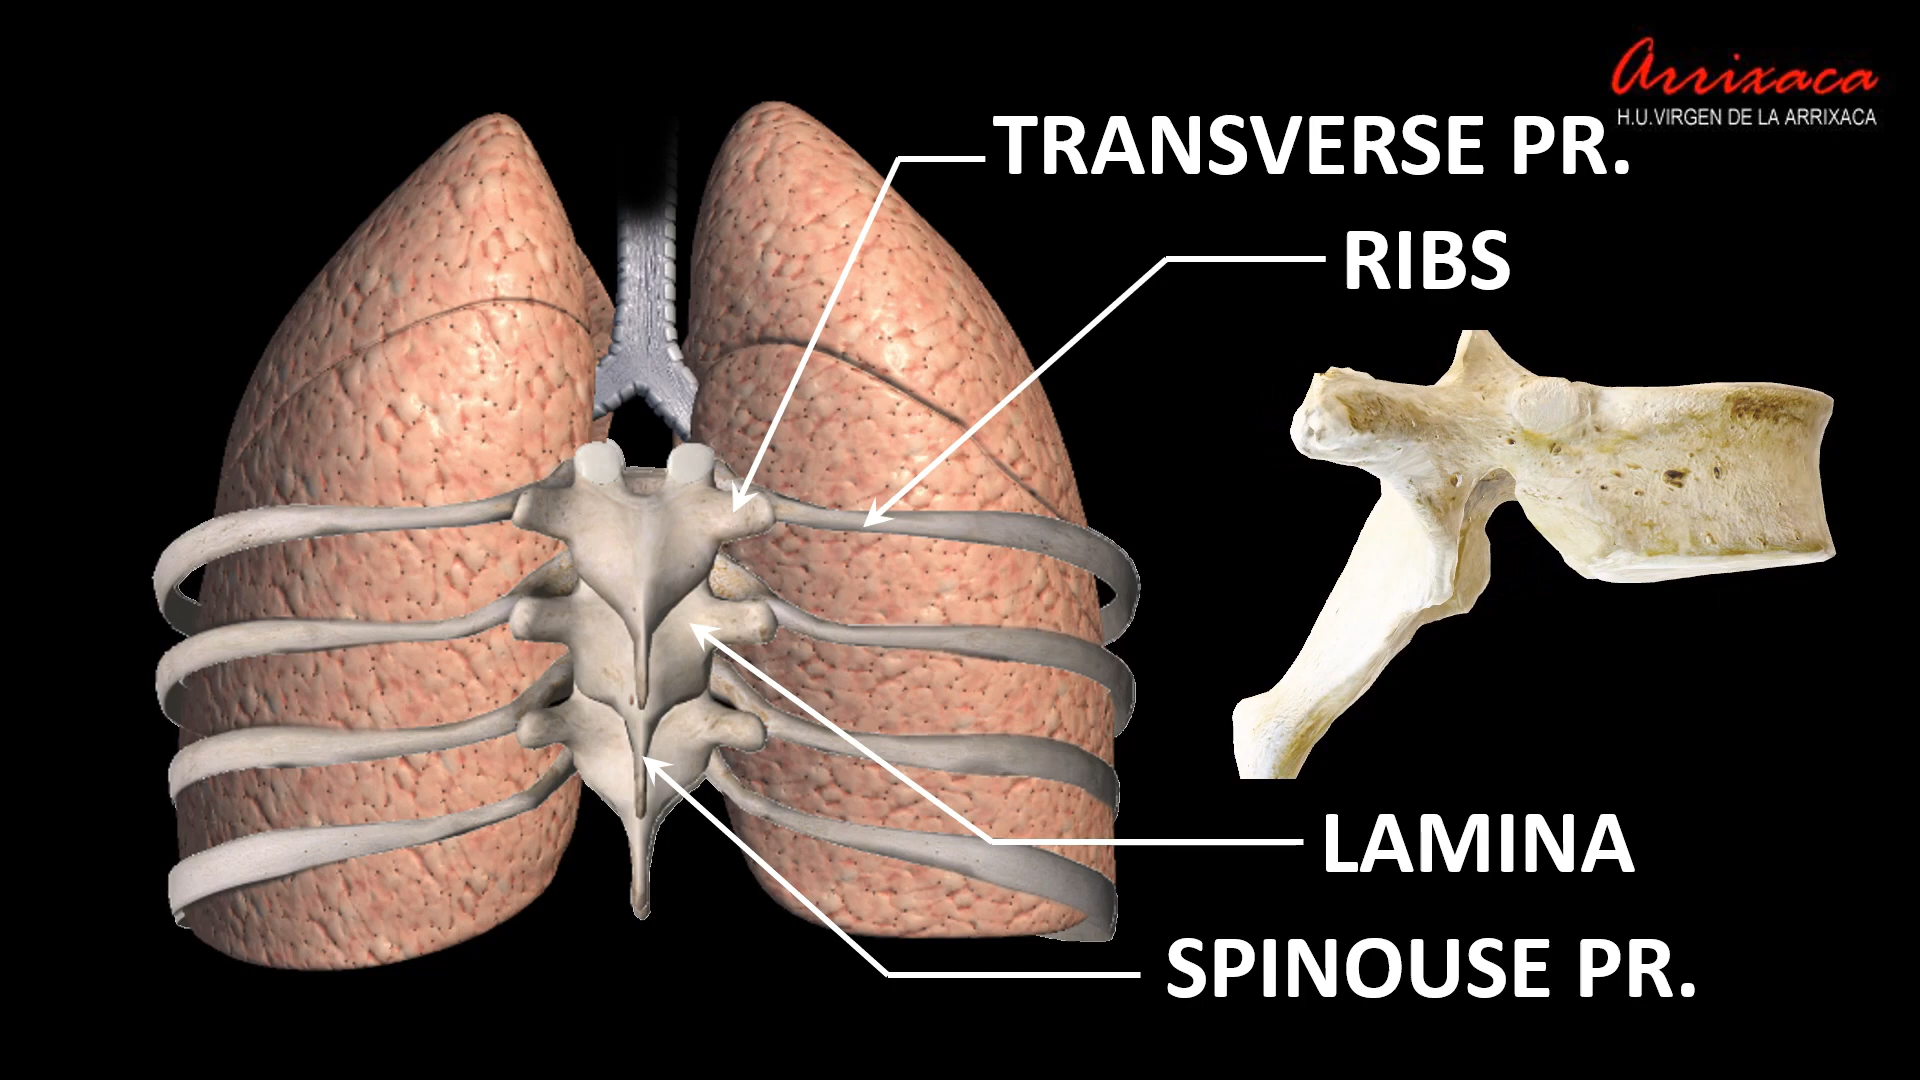 Arrixaca
H.U.VIRGEN DE LA ARRIXACA
TRANSVERSE PR.
RIBS
LAMINA
SPINOUSE PR.